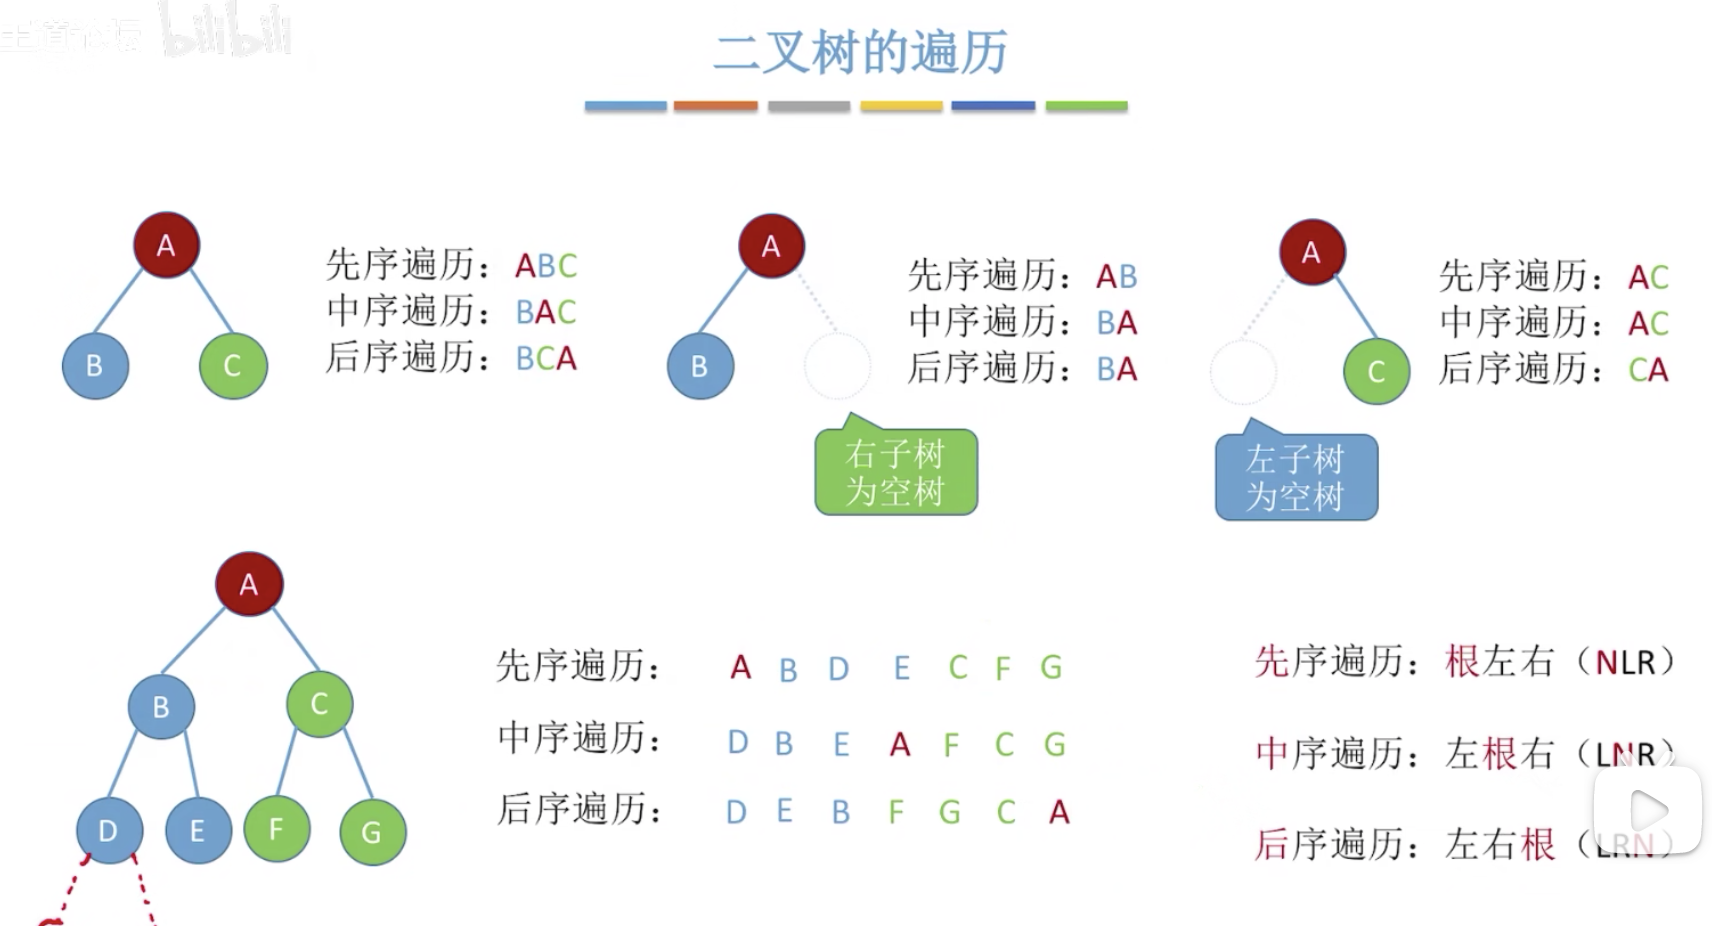 王道论坛 bilibili
二叉树的遍历
A
B
C
先序遍历：ABC
中序遍历：BAC
后序遍历：BCA
A
B
先序遍历：AB
中序遍历：BA
后序遍历：BA
右子树
为空树
A
C
先序遍历：AC
中序遍历：AC
后序遍历：CA
左子树
为空树
A
B
C
D
E
F
G
先序遍历： A B D E C F G
中序遍历： D B E A F C G
后序遍历： D E B F G C A
先序遍历：根左右（NLR）
中序遍历：左根右（LNR）
后序遍历：左右根（LRN）